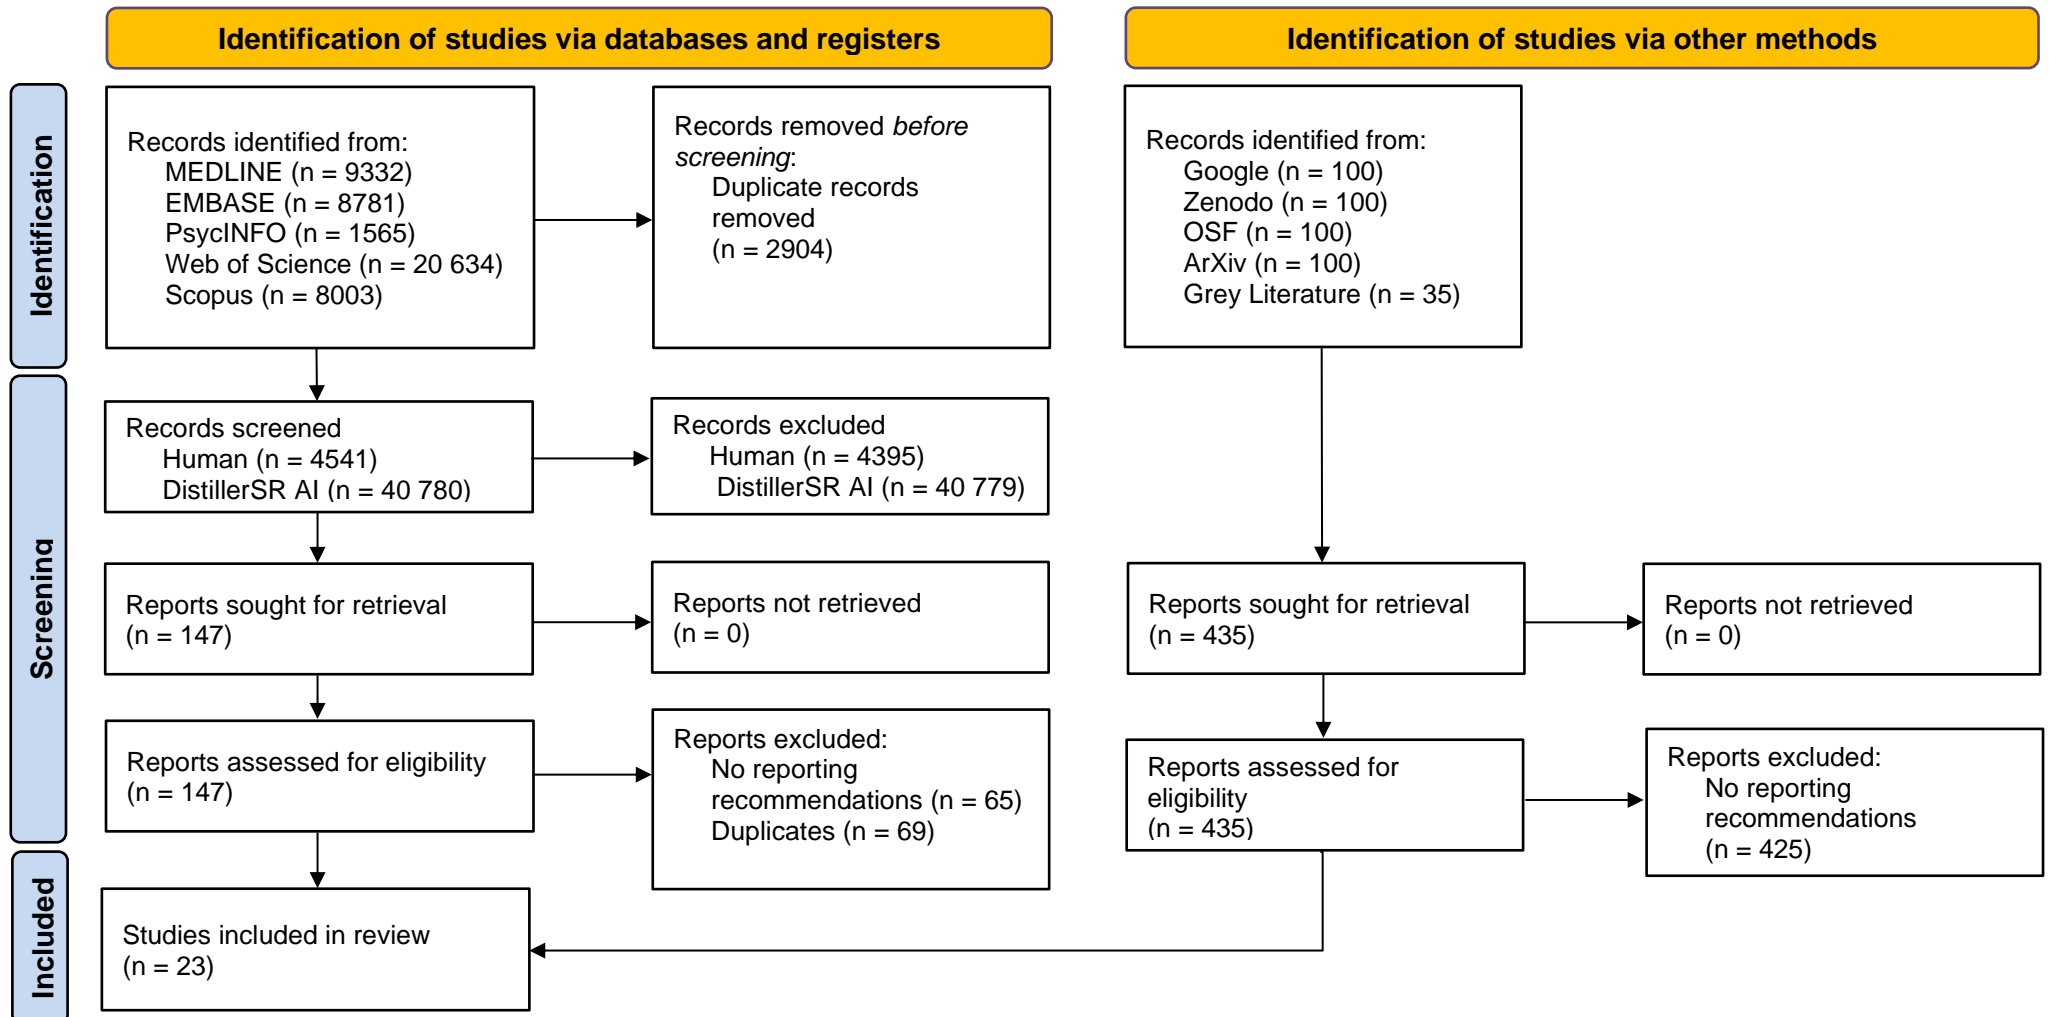 Identification of studies via databases and registers
Identification of studies via other methods
Identification
Records identified from:
MEDLINE (n = 9332)
EMBASE (n = 8781)
PsycINFO (n = 1565)
Web of Science (n = 20 634)
Scopus (n = 8003)
Records removed before
screening:
Duplicate records
removed
(n = 2904)
Records identified from:
Google (n = 100)
Zenodo (n = 100)
OSF (n = 100)
ArXiv (n = 100)
Grey Literature (n = 35)
Screening
Records screened
Human (n = 4541)
DistillerSR AI (n = 40 780)
Records excluded
Human (n = 4395)
DistillerSR AI (n = 40 779)
Reports sought for retrieval
(n = 147)
Reports not retrieved
(n = 0)
Reports sought for retrieval
(n = 435)
Reports not retrieved
(n = 0)
Reports assessed for eligibility
(n = 147)
Reports excluded:
No reporting
recommendations (n = 65)
Duplicates (n = 69)
Reports assessed for
eligibility
(n = 435)
Reports excluded:
No reporting
recommendations
(n = 425)
Included
Studies included in review
(n = 23)